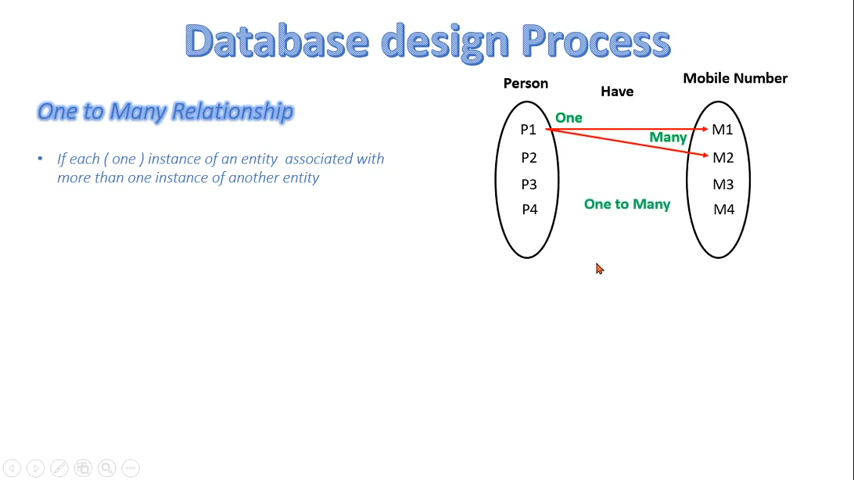 Database design Process
One to Many Relationship
• If each ( one ) instance of an entity associated with
more than one instance of another entity
Person
Have
Mobile Number
One
Many
P1
P2
P3
P4
M1
M2
M3
M4
One to Many